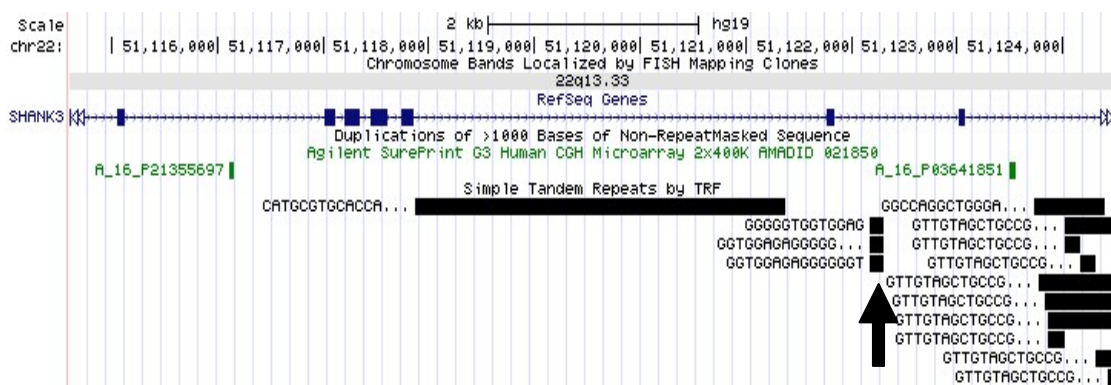 Scale 2 kb hg19
chr22: 51,116,000 51,117,000 51,118,000 51,119,000 51,120,000 51,121,000 51,122,000 51,123,000 51,124,000
Chromosome Bands Localized by FISH Mapping Clones
22q13.33
RefSeq Genes
SHANK3
Duplications of >1000 Bases of Non-RepeatMasked Sequence
Agilent SurePrint G3 Human CGH Microarray 2x400K AMADID 021850
A_16_P21355697 A_16_P03641851
Simple Tandem Repeats by TRF
CATGCGTGCACCA... GGCCAGGCTGGGA...
GGGGGTGGTGGAG GTTGTAGCTGCCG...
GGTGGAGAGGGGG... GTTGTAGCTGCCG...
GGTGGAGAGGGGGGT GTTGTAGCTGCCG...
GTTGTAGCTGCCG...
GTTGTAGCTGCCG...
GTTGTAGCTGCCG...
GTTGTAGCTGCCG...
GTTGTAGCTGCCG...
GTTGTAGCTGCCG...